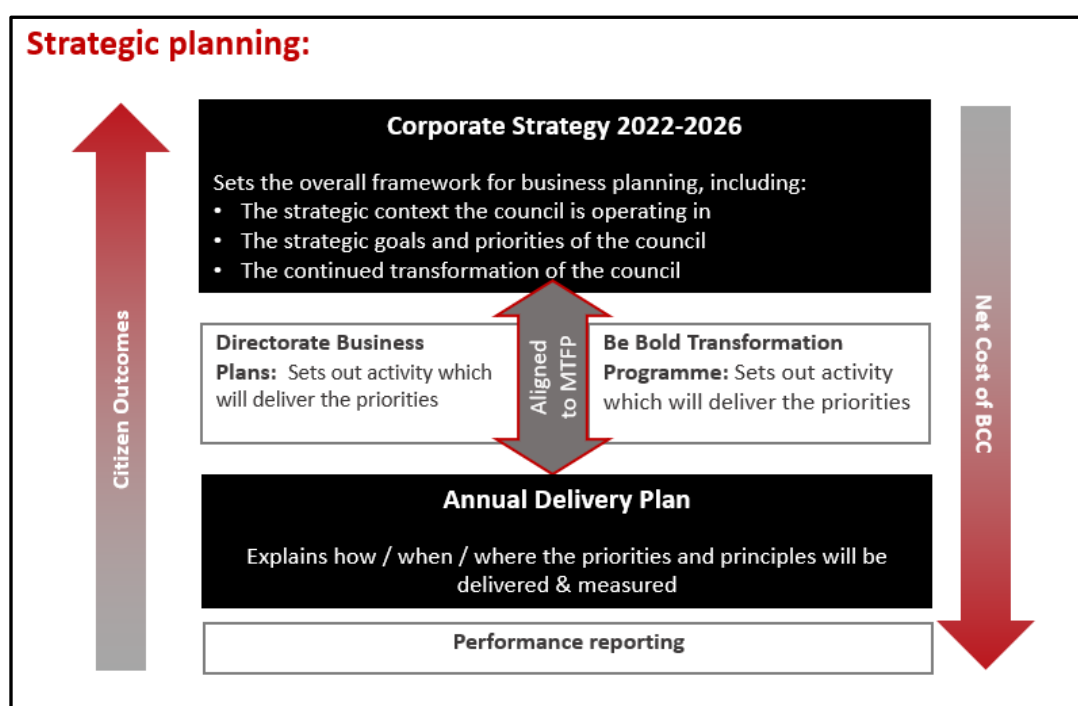 Strategic planning:
Corporate Strategy 2022-2026
Sets the overall framework for business planning, including:
• The strategic context the council is operating in
• The strategic goals and priorities of the council
• The continued transformation of the council
Citizen Outcomes
Directorate Business
Plans: Sets out activity which
will deliver the priorities
Aligned
to MTFP
Be Bold Transformation
Programme: Sets out activity
which will deliver the priorities
Net Cost of BCC
Annual Delivery Plan
Explains how / when / where the priorities and principles will be
delivered & measured
Performance reporting